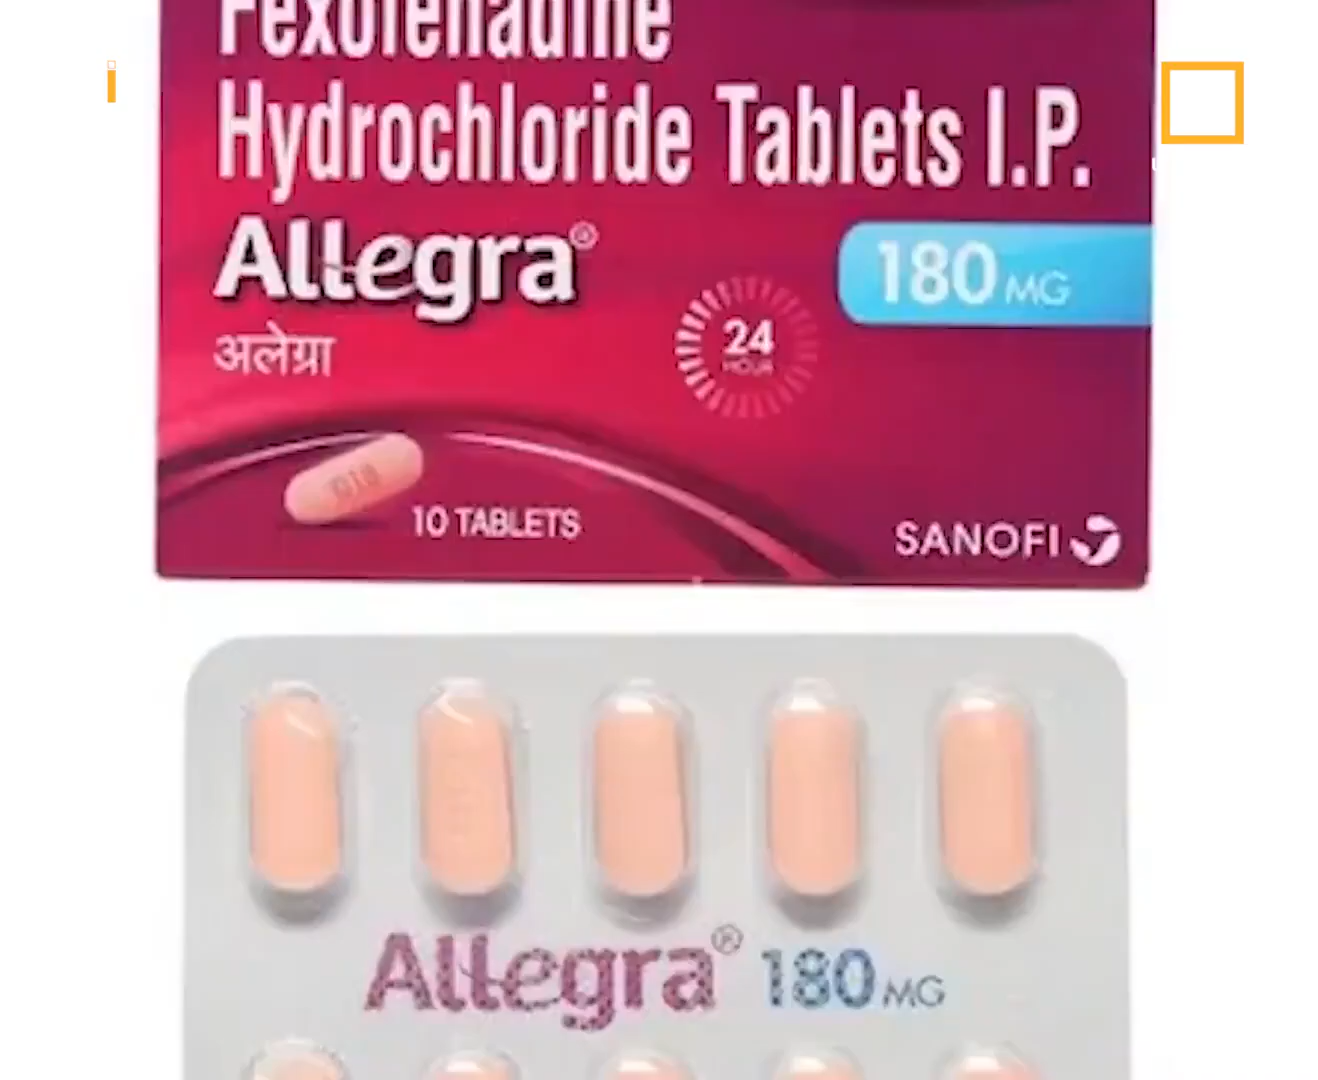 Fexofenadine
Hydrochloride Tablets I.P.
Allegra®
180 MG
अलेग्रा
24
HOUR
10 TABLETS
SANOFI
Allegra® 180 MG